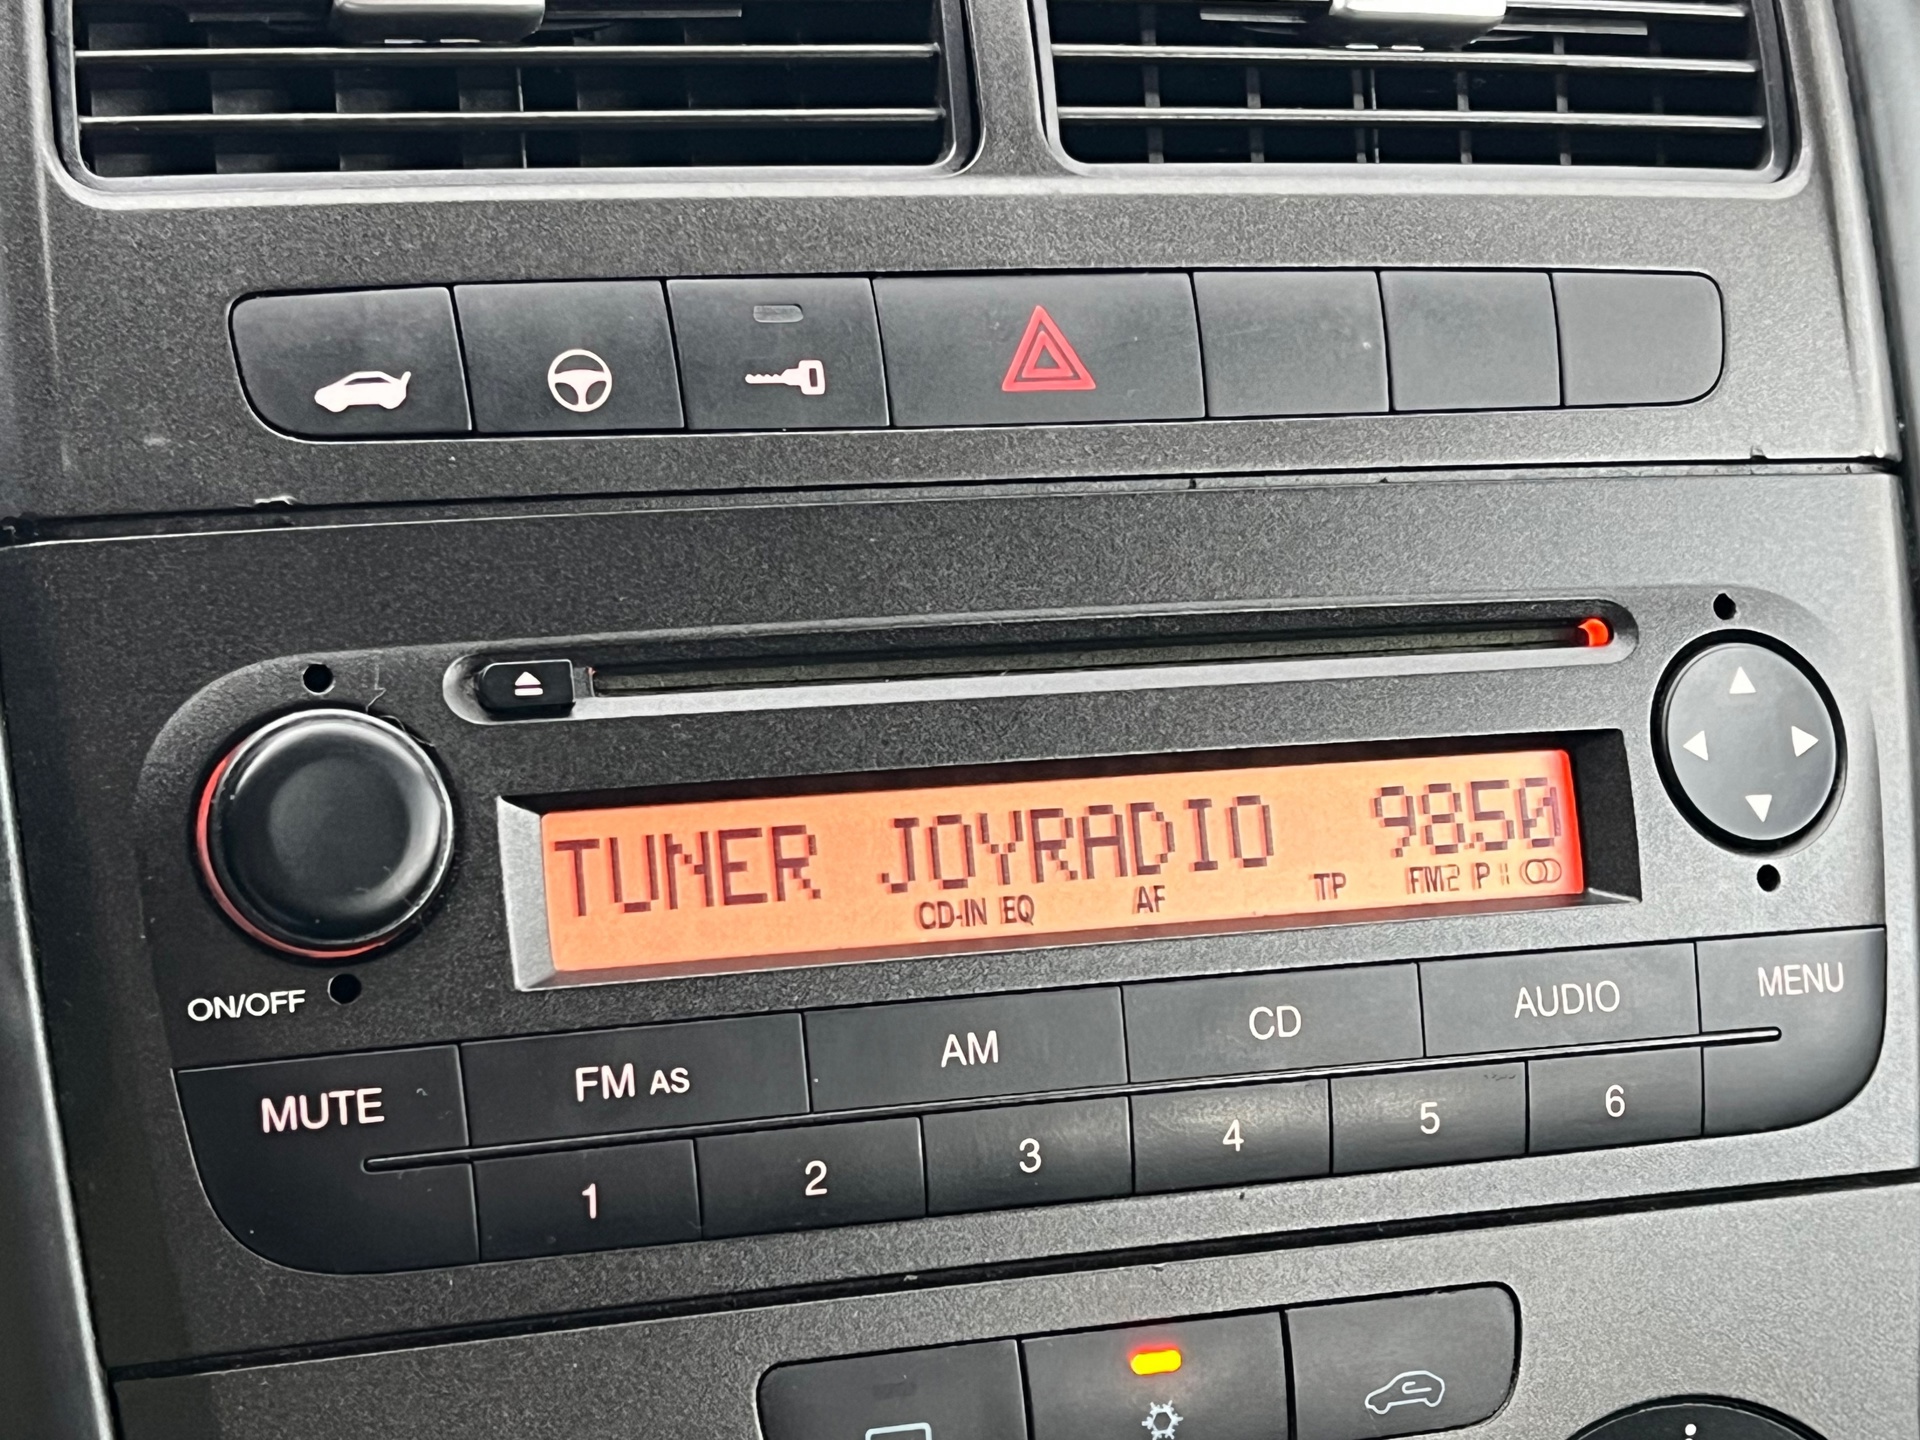 TUNER JOYRADIO 98.50
CD-IN EQ AF TP FM2 P
ON/OFF
MUTE FM AS AM CD AUDIO MENU
1 2 3 4 5 6